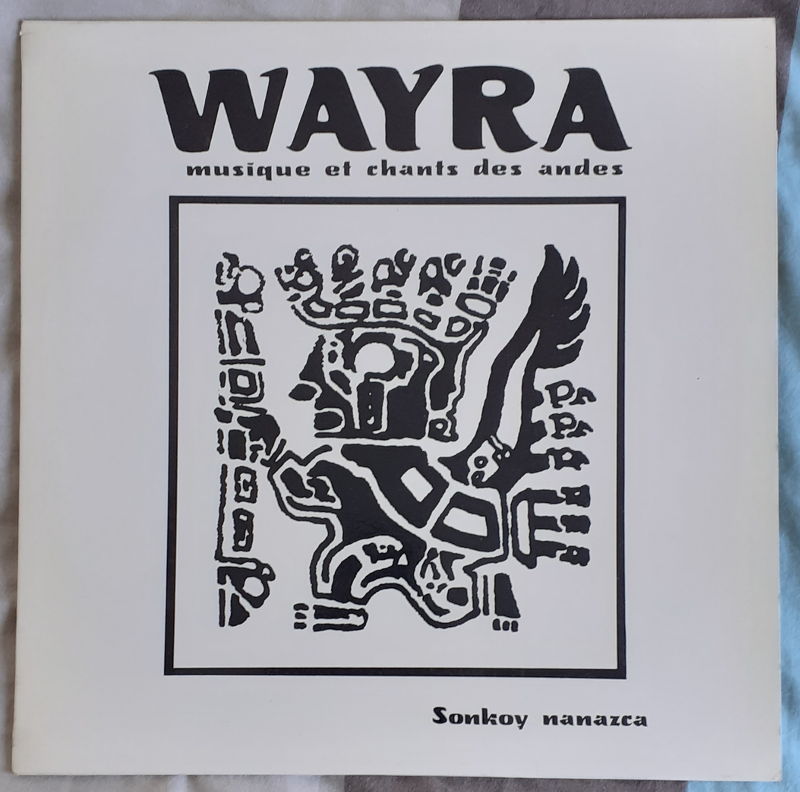 WAYRA
musique et chants des andes
Sonkoy nanazca